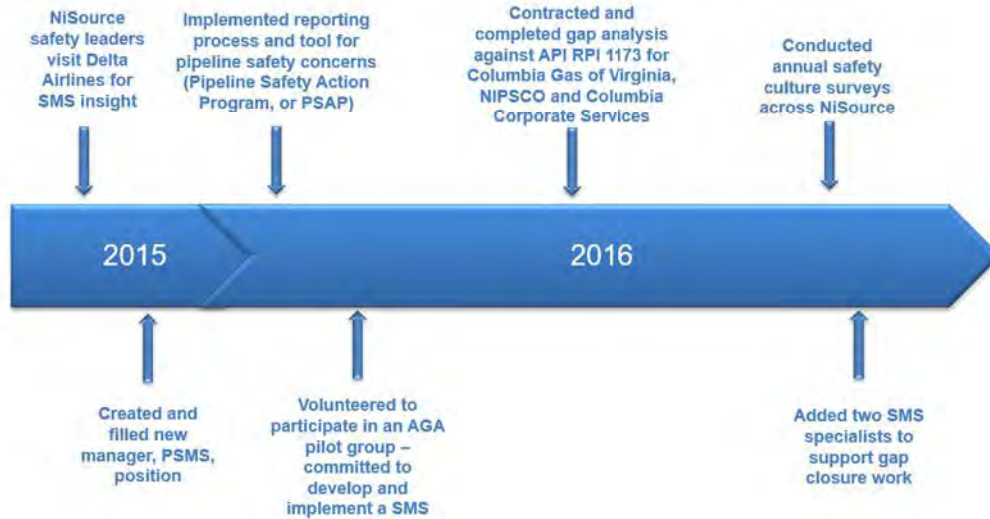 NiSource
safety leaders
visit Delta
Airlines for
SMS insight
Implemented reporting
process and tool for
pipeline safety concerns
(Pipeline Safety Action
Program, or PSAP)
Contracted and
completed gap analysis
against API RPI 1173 for
Columbia Gas of Virginia,
NIPSCO and Columbia
Corporate Services
Conducted
annual safety
culture surveys
across NiSource
2015
2016
Created and
filled new
manager, PSMS,
position
Volunteered to
participate in an AGA
pilot group –
committed to
develop and
implement a SMS
Added two SMS
specialists to
support gap
closure work